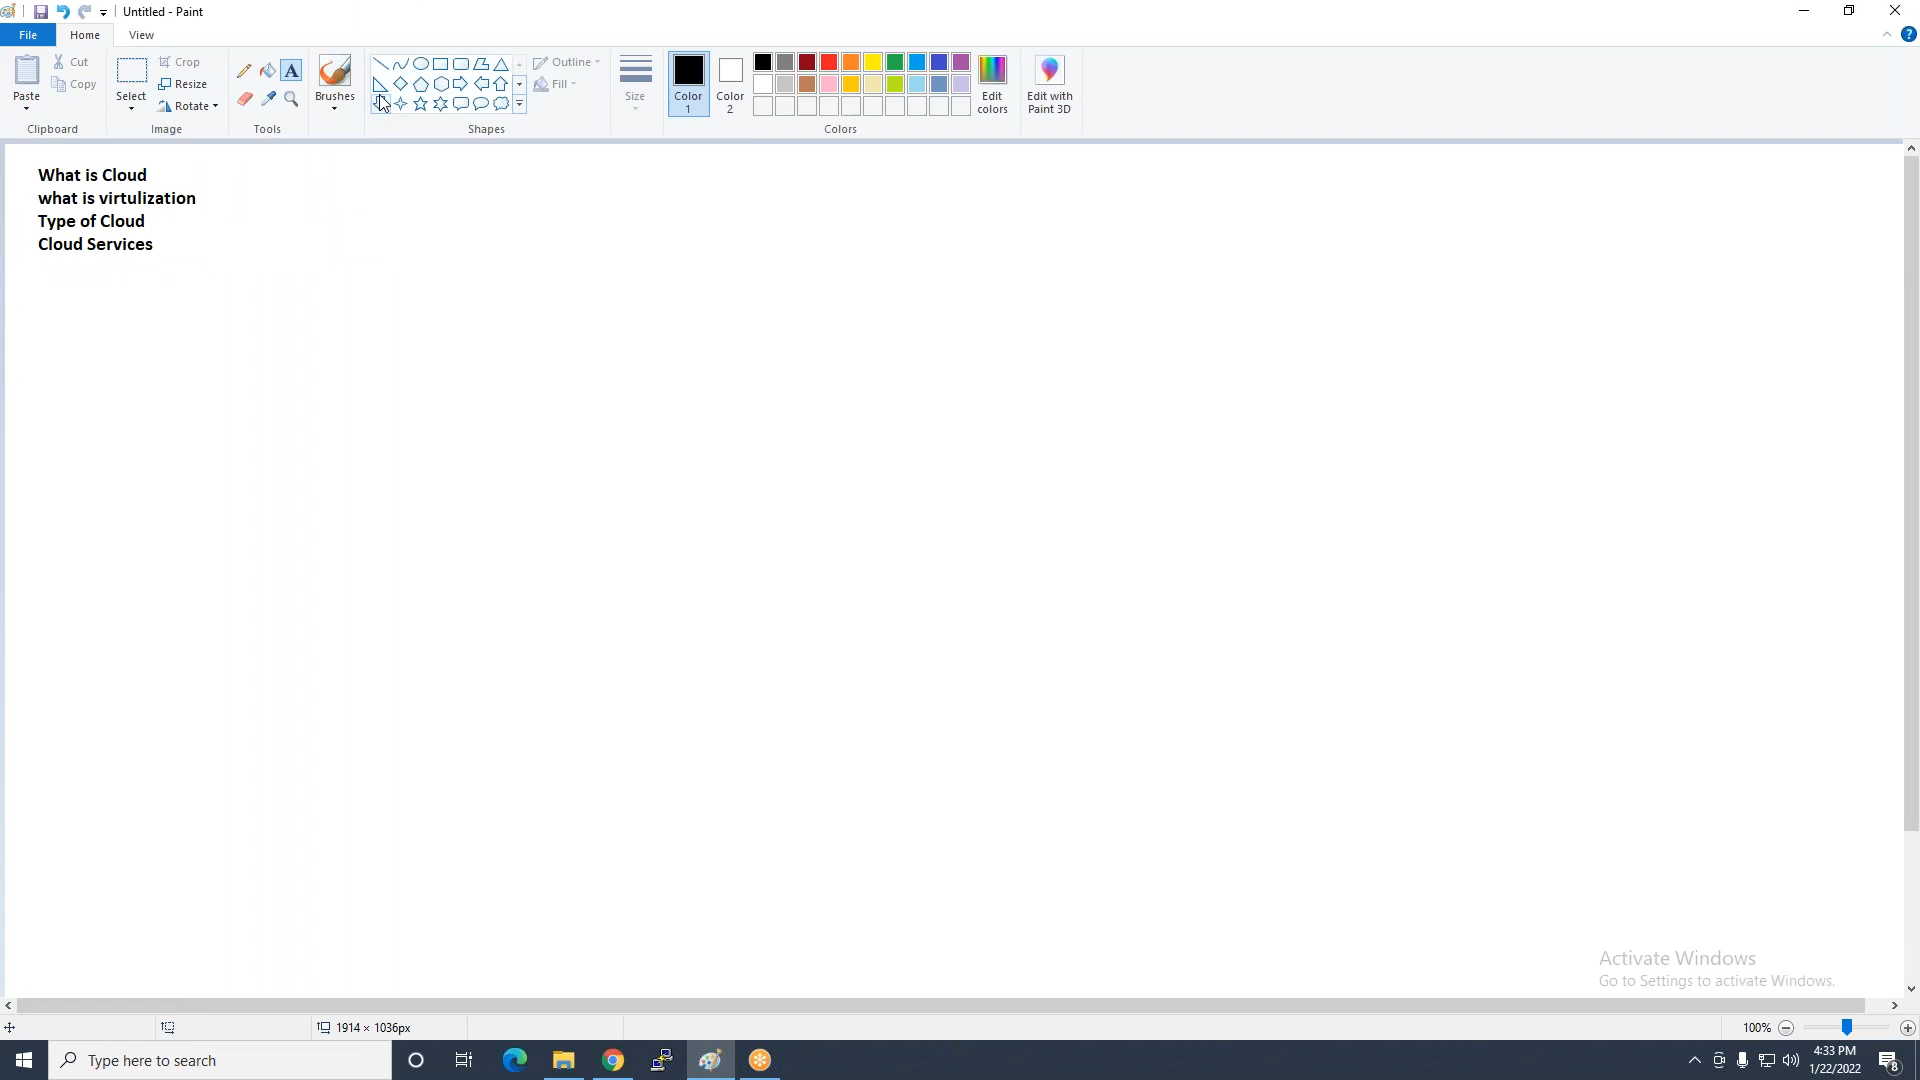 Untitled - Paint
File
Home
View
Paste
Cut
Copy
Clipboard
Select
Crop
Resize
Rotate
Image
A
Tools
Brushes
Shapes
Outline
Fill
Size
Color
1
Color
2
Colors
Edit
colors
Edit with
Paint 3D
?
What is Cloud
what is virtulization
Type of Cloud
Cloud Services
Activate Windows
Go to Settings to activate Windows.
1914 × 1036px
100%
Type here to search
4:33 PM
1/22/2022
8